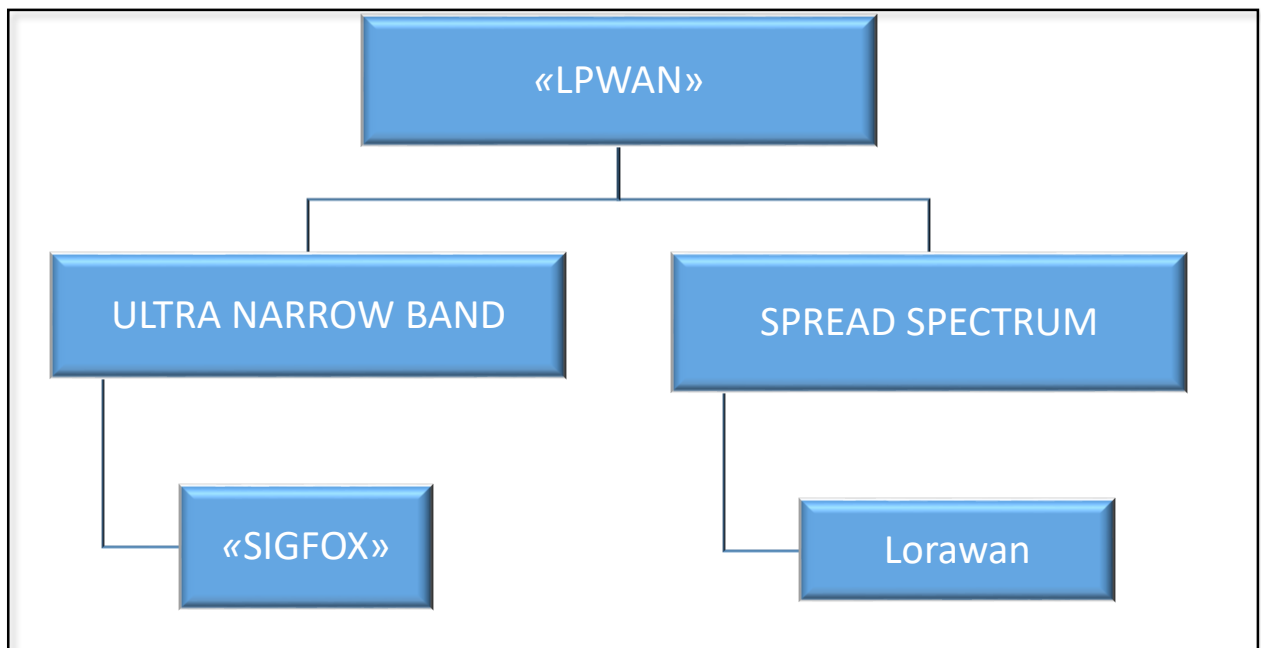 «LPWAN»
ULTRA NARROW BAND
SPREAD SPECTRUM
«SIGFOX»
Lorawan